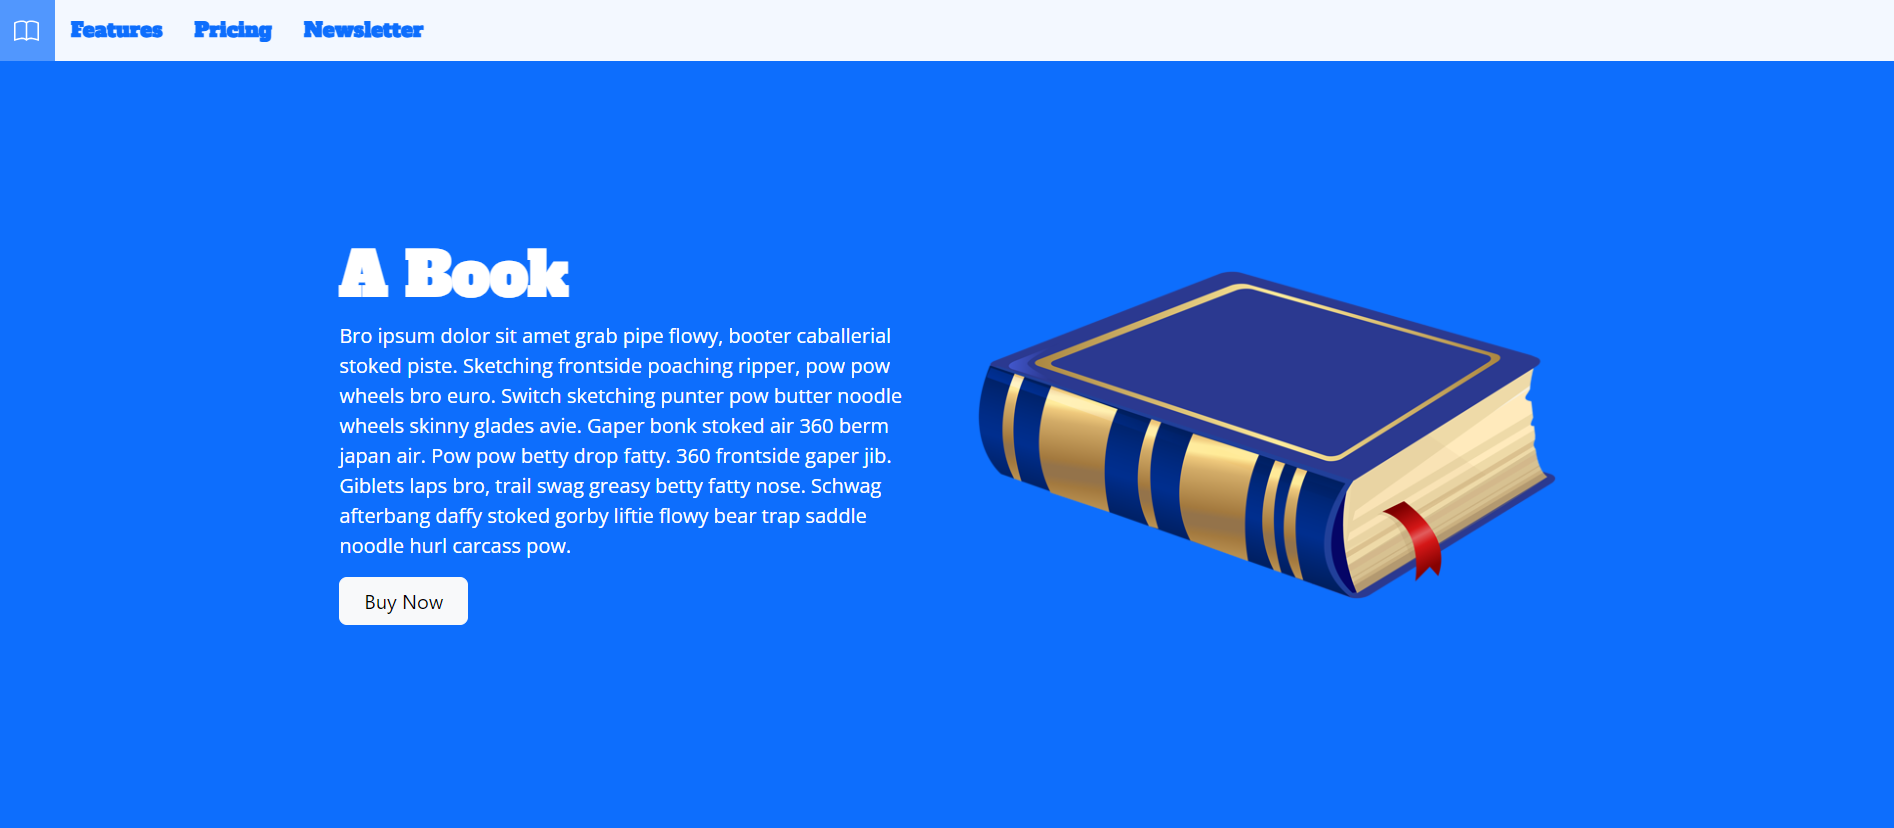 Features Pricing Newsletter
A Book
Bro ipsum dolor sit amet grab pipe flowy, booter caballerial
stoked piste. Sketching frontside poaching ripper, pow pow
wheels bro euro. Switch sketching punter pow butter noodle
wheels skinny glades avie. Gaper bonk stoked air 360 berm
japan air. Pow pow betty drop fatty. 360 frontside gaper jib.
Giblets laps bro, trail swag greasy betty fatty nose. Schwag
afterbang daffy stoked gorby liftie flowy bear trap saddle
noodle hurl carcass pow.
Buy Now